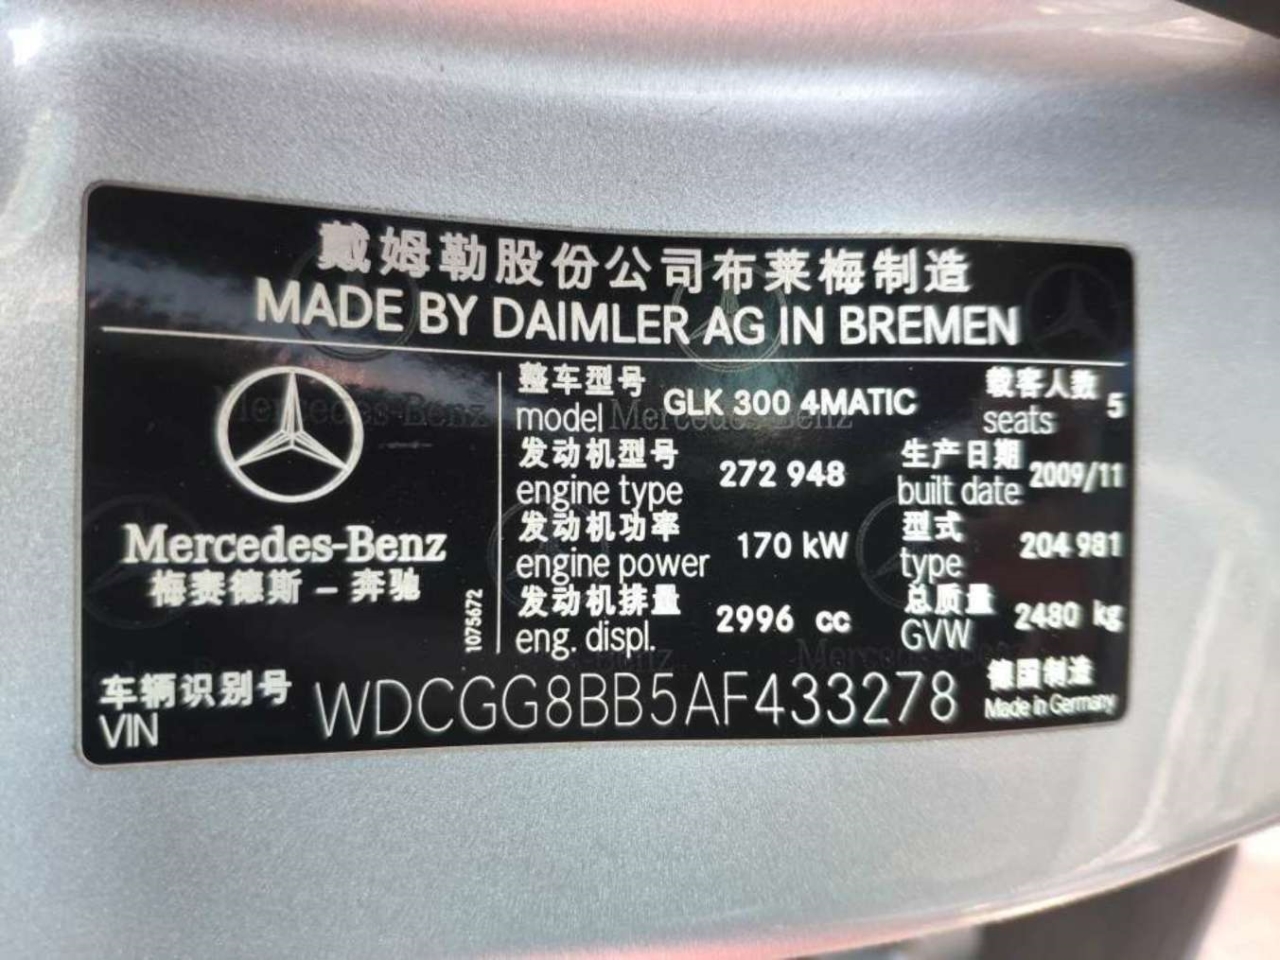 戴姆勒股份公司布莱梅制造
MADE BY DAIMLER AG IN BREMEN
整车型号 model GLK 300 4MATIC 载客人数 seats 5
发动机型号 engine type 272 948 生产日期 built date 2009/11
发动机功率 engine power 170 kW 型式 type 204 981
发动机排量 eng. displ. 2996 cc 总质量 GVW 2480 kg
Mercedes-Benz
梅赛德斯 - 奔驰
1075672
车辆识别号 VIN WDCGG8BB5AF433278
德国制造
Made in Germany